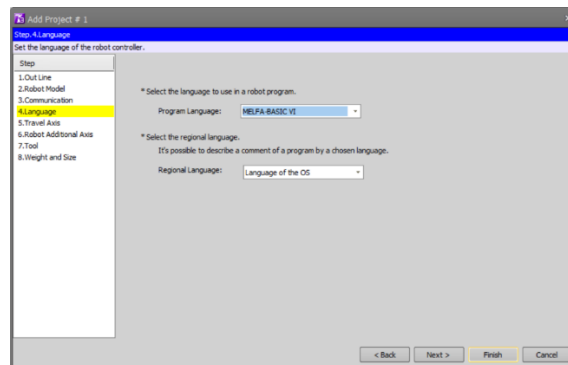 Add Project # 1
Step.4.Language
Set the language of the robot controller.
Step
1.Out Line
2.Robot Model
3.Communication
4.Language
5.Travel Axis
6.Robot Additional Axis
7.Tool
8.Weight and Size
* Select the language to use in a robot program.
Program Language: MELFA-BASIC VI
* Select the regional language.
It's possible to describe a comment of a program by a chosen language.
Regional Language: Language of the OS
< Back Next > Finish Cancel